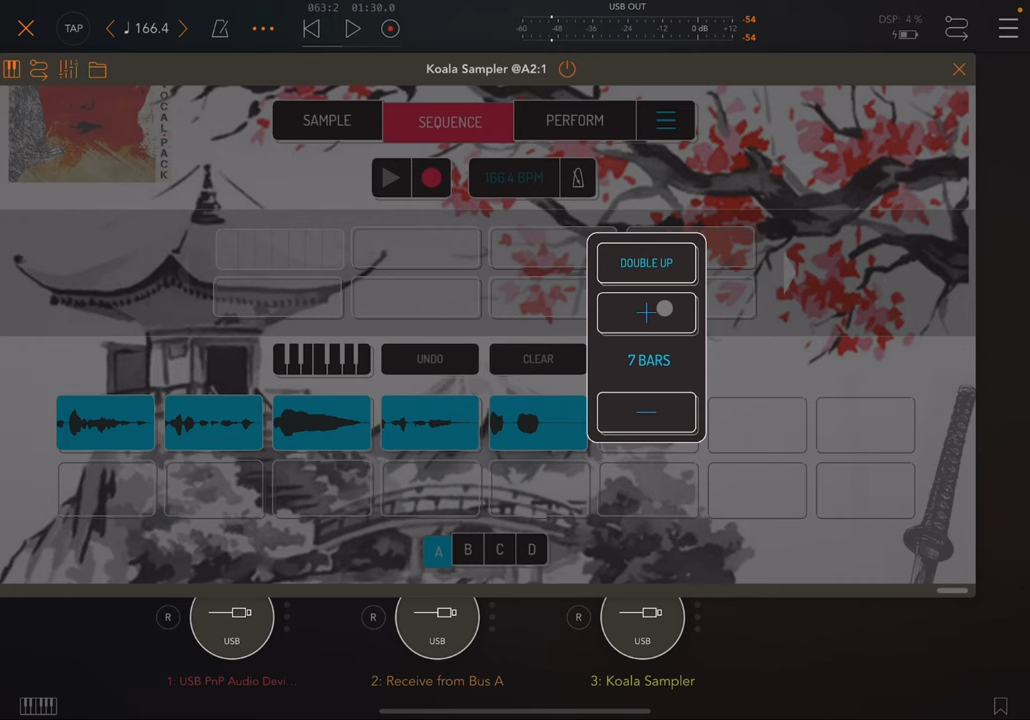 063:2 01:30.0
USB OUT
TAP
166.4
-60 -48 -36 -24 -12 0 dB +12
-54
-54
DSP: 4 %
Koala Sampler @A2:1
OCAL.PACK
SAMPLE
SEQUENCE
PERFORM
166.4 BPM
DOUBLE UP
+
7 BARS
—
UNDO
CLEAR
A
B
C
D
R
USB
R
USB
R
USB
1: USB PnP Audio Devi...
2: Receive from Bus A
3: Koala Sampler